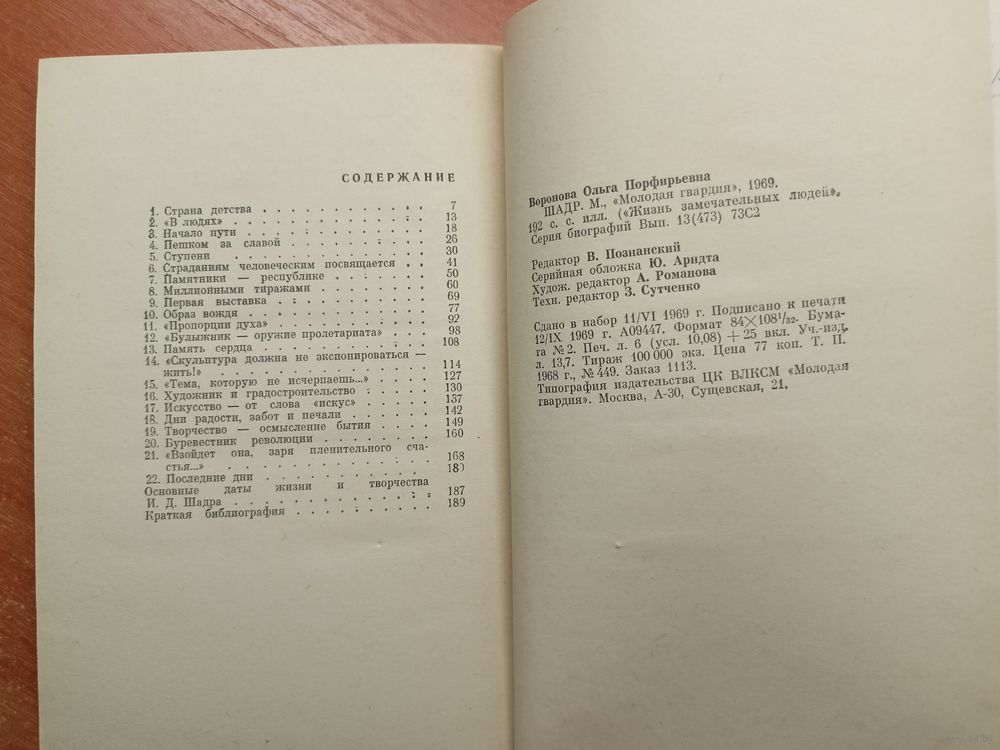 СОДЕРЖАНИЕ
1. Страна детства . . . . . . . . . . . 7
2. «В людях» . . . . . . . . . . . . . 13
3. Начало пути . . . . . . . . . . . . 18
4. Пешком за славой . . . . . . . . . . 26
5. Ступени . . . . . . . . . . . . . . 30
6. Страданиям человеческим посвящается . . 41
7. Памятники — республике . . . . . . . 50
8. Миллионными тиражами . . . . . . . . 60
9. Первая выставка . . . . . . . . . . 69
10. Образ вождя . . . . . . . . . . . . 77
11. «Пропорции духа» . . . . . . . . . . 92
12. «Булыжник — оружие пролетариата» . . . 98
13. Память сердца . . . . . . . . . . . 108
14. «Скульптура должна не экспонироваться —
жить!» . . . . . . . . . . . . . . 114
15. «Тема, которую не исчерпаешь...» . . . . 127
16. Художник и градостроительство . . . . . 130
17. Искусство — от слова «искус» . . . . . 137
18. Дни радости, забот и печали . . . . . . 142
19. Творчество — осмысление бытия . . . . 149
20. Буревестник революции . . . . . . . . 160
21. «Взойдет она, заря пленительного сча-
стья...» . . . . . . . . . . . . . 168
22. Последние дни . . . . . . . . . . . 180
Основные даты жизни и творчества
И. Д. Шадра . . . . . . . . . . . . 187
Краткая библиография . . . . . . . . . 189
Воронова Ольга Порфирьевна
ШАДР. М., «Молодая гвардия», 1969.
192 с. с. илл. («Жизнь замечательных людей».
Серия биографий Вып. 13(473) 73С2
Редактор В. Познанский
Серийная обложка Ю. Арндта
Худож. редактор А. Романова
Техн. редактор З. Сутченко
Сдано в набор 11/VI 1969 г. Подписано к печати
12/IX 1969 г. А09447. Формат 84×108¹/₃₂. Бума-
га № 2. Печ. л. 6 (усл. 10,08) + 25 вкл. Уч.-изд.
л. 13,7. Тираж 100 000 экз. Цена 77 коп. Т. П.
1968 г., № 449. Заказ 1113.
Типография издательства ЦК ВЛКСМ «Молодая
гвардия». Москва, А-30, Сущевская, 21.